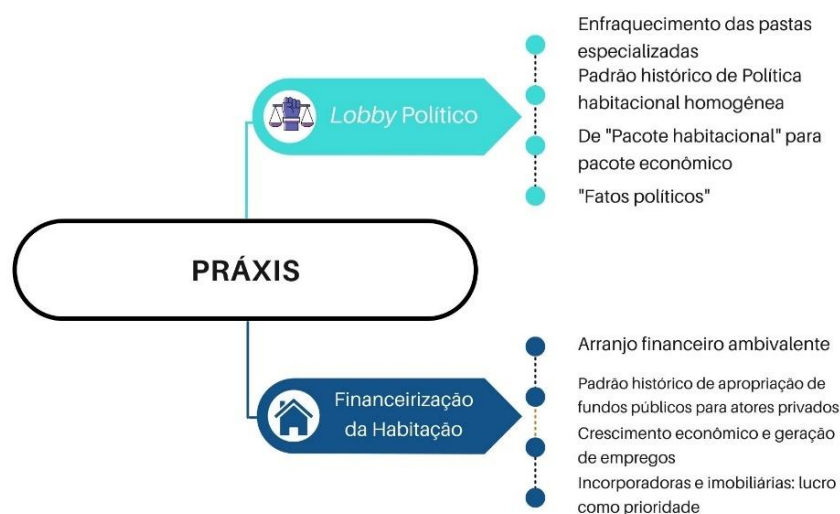 PRÁXIS
Lobby Político
Enfraquecimento das pastas
especializadas
Padrão histórico de Política
habitacional homogênea
De "Pacote habitacional" para
pacote econômico
"Fatos políticos"
Financeirização
da Habitação
Arranjo financeiro ambivalente
Padrão histórico de apropriação de
fundos públicos para atores privados
Crescimento econômico e geração
de empregos
Incorporadoras e imobiliárias: lucro
como prioridade